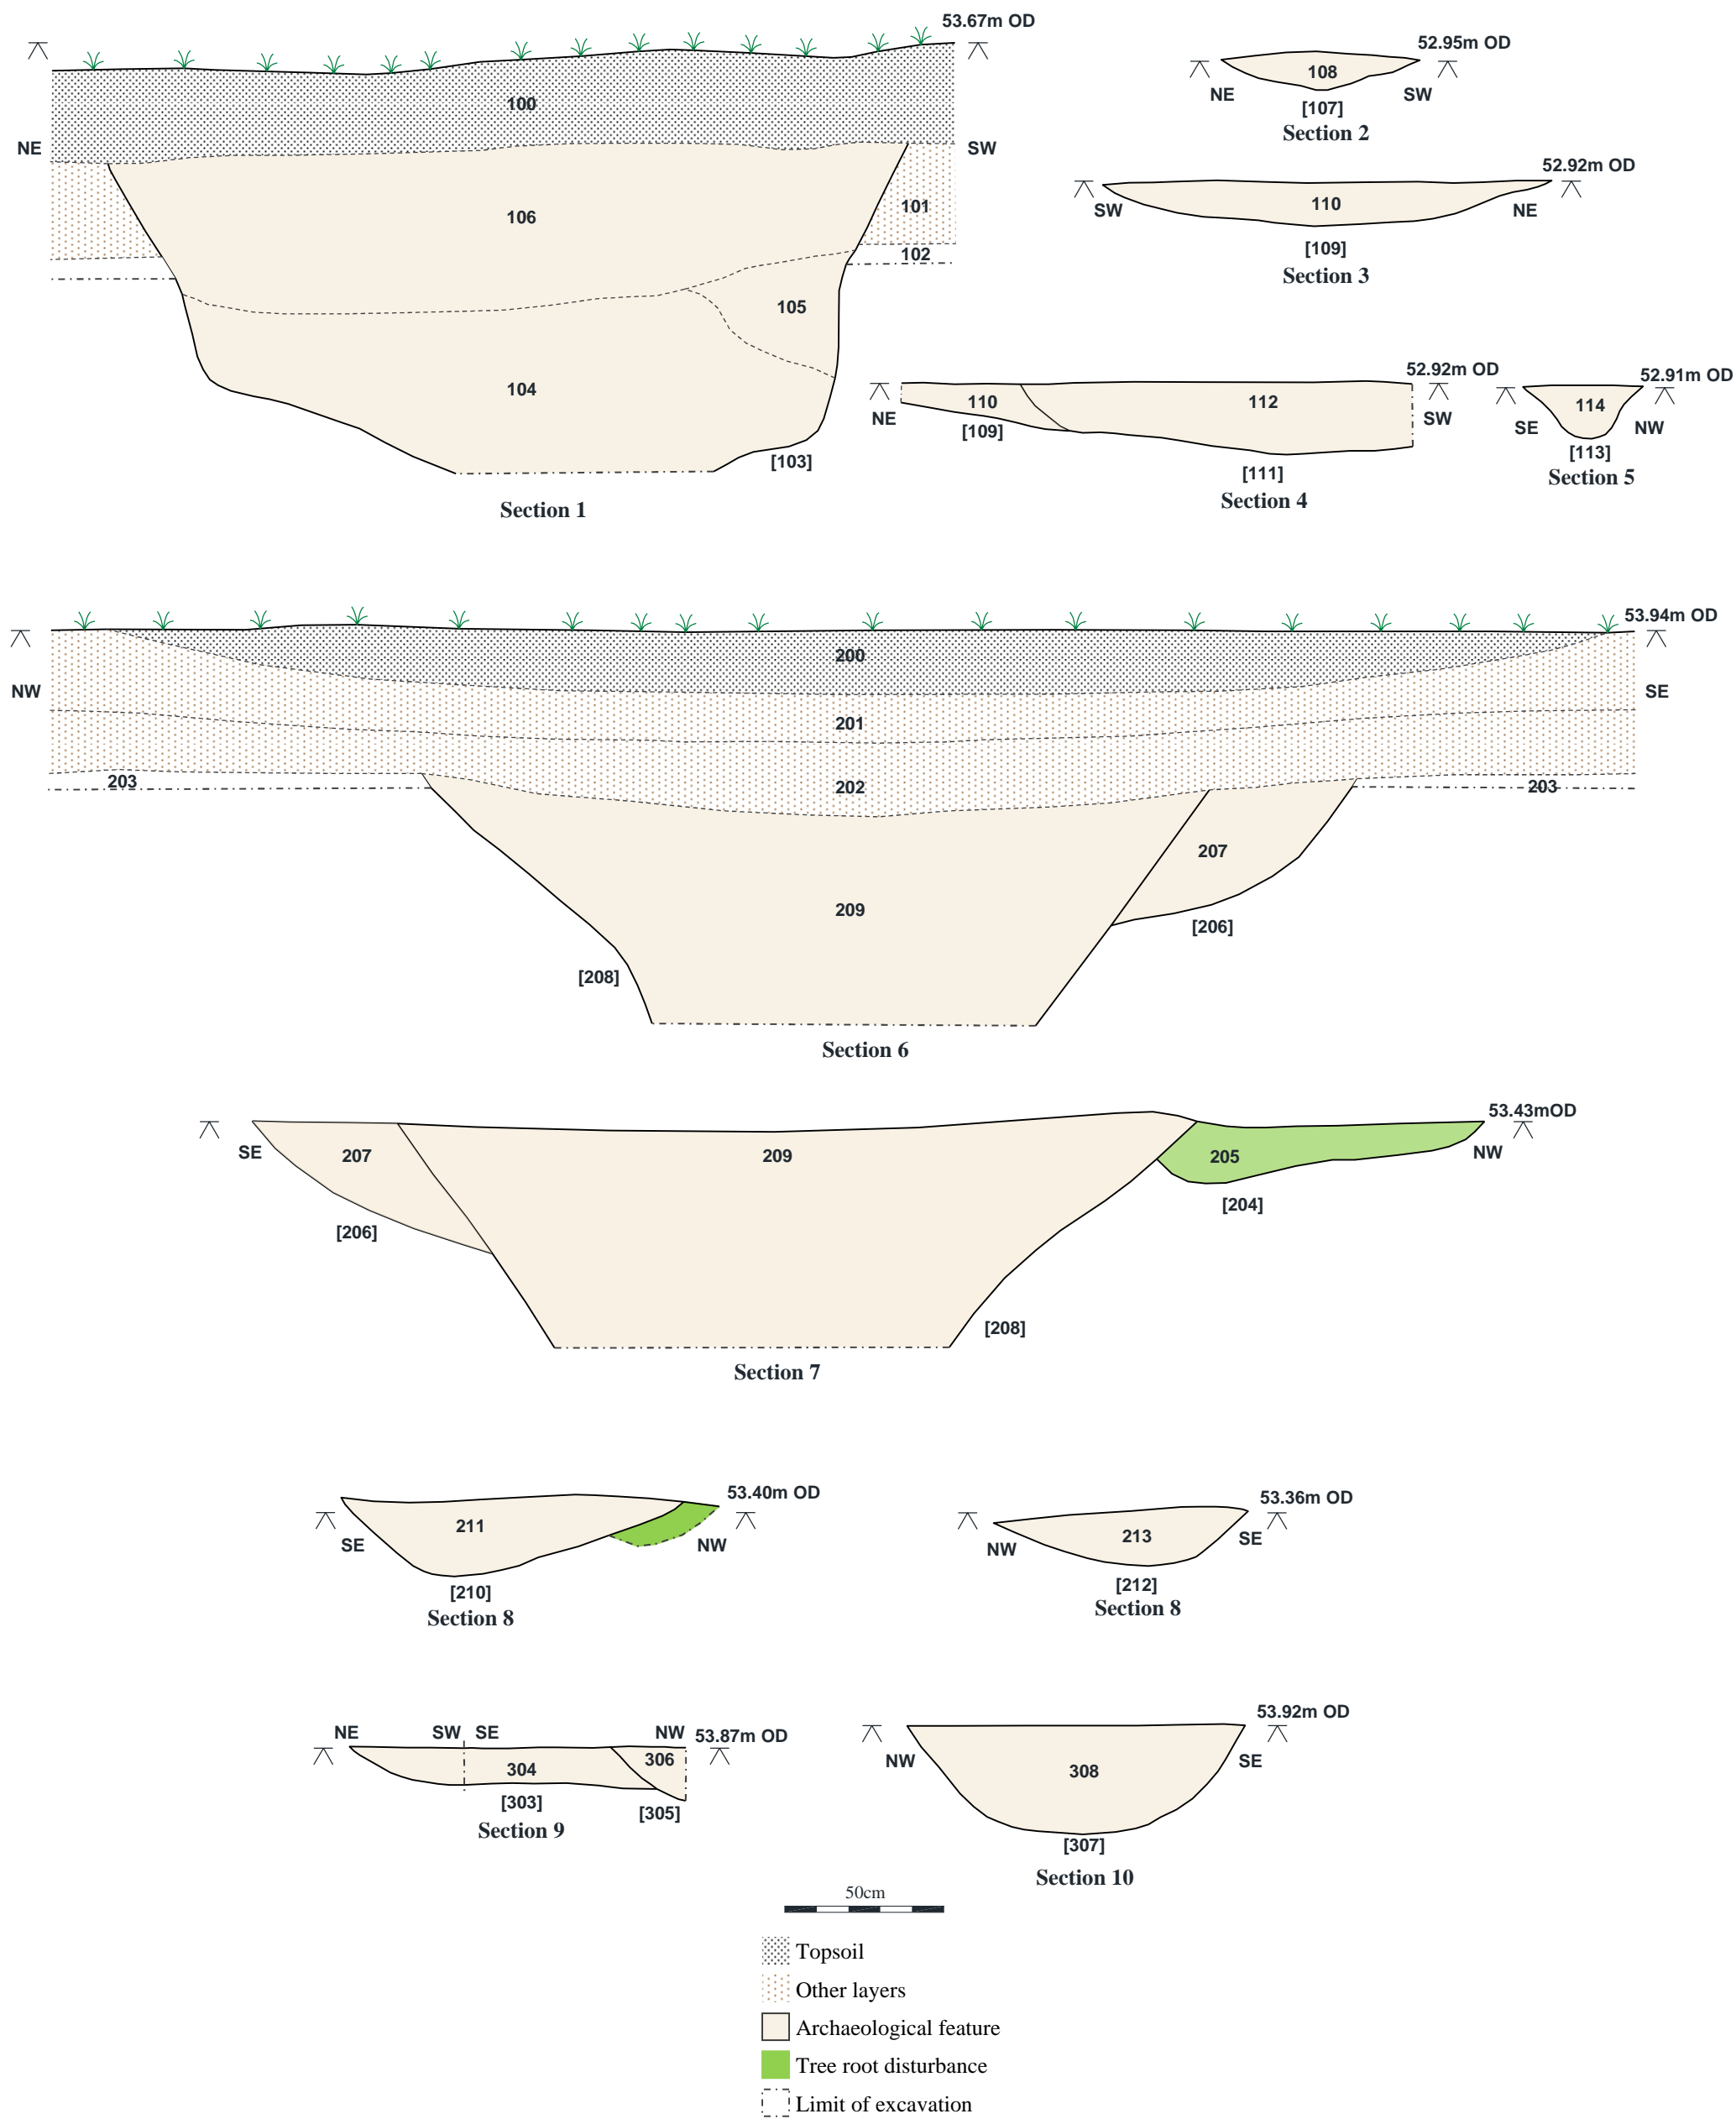 53.67m OD
100
NE
SW
106
101
102
105
104
[103]
Section 1
52.95m OD
108
NE
SW
[107]
Section 2
52.92m OD
SW
110
NE
[109]
Section 3
52.92m OD
110
112
NE
SW
[109]
[111]
Section 4
52.91m OD
114
SE
NW
[113]
Section 5
53.94m OD
200
NW
SE
201
203
202
203
207
209
[206]
[208]
Section 6
53.43mOD
SE
207
209
205
NW
[204]
[206]
[208]
Section 7
53.40m OD
211
SE
NW
[210]
Section 8
53.36m OD
213
NW
SE
[212]
Section 8
NE
SW
SE
NW
53.87m OD
304
306
[303]
[305]
Section 9
53.92m OD
NW
SE
308
[307]
Section 10
50cm
Topsoil
Other layers
Archaeological feature
Tree root disturbance
Limit of excavation